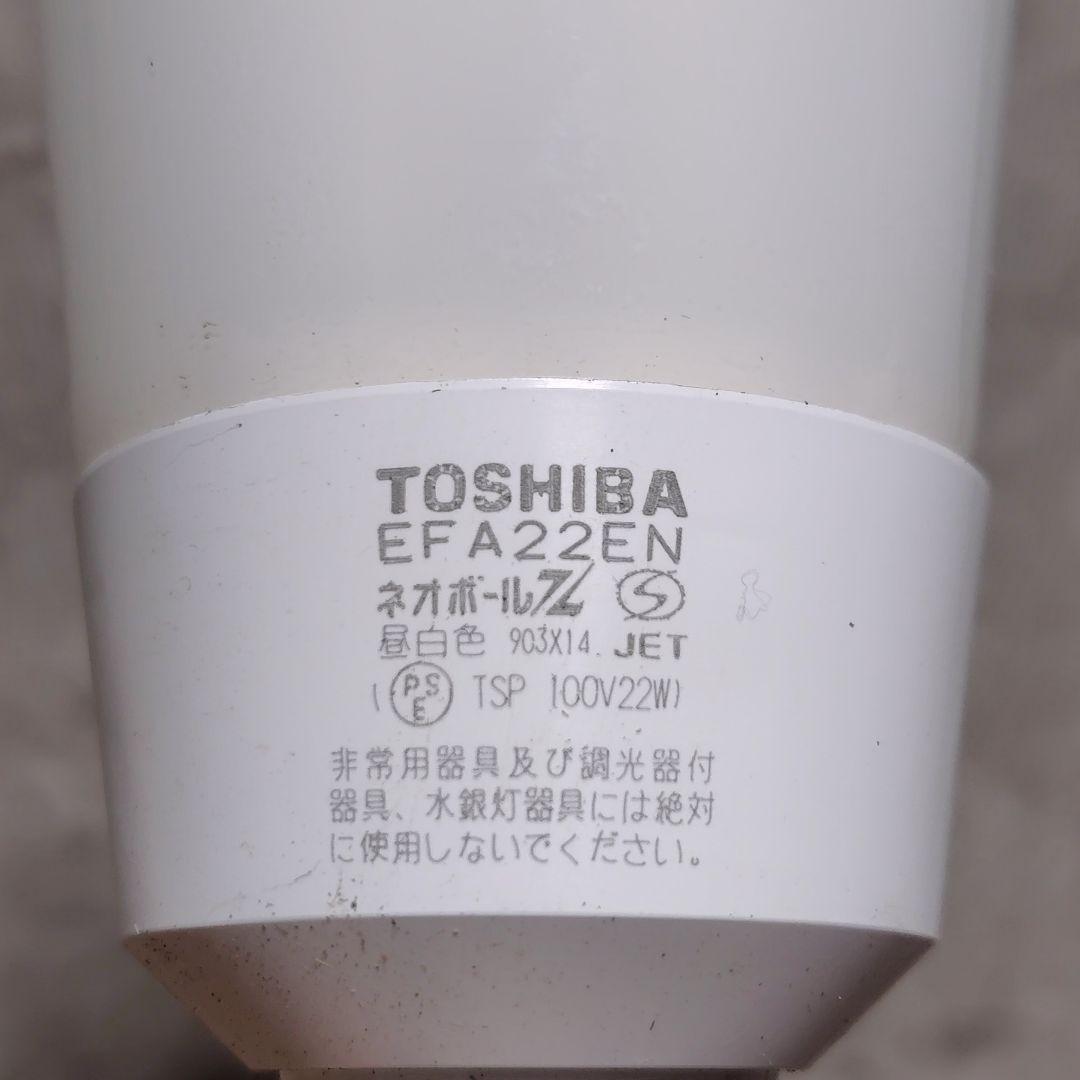 TOSHIBA
EFA22EN
ネオボールZ S
昼白色 903X14 JET
(PSE TSP 100V22W)
非常用器具及び調光器付
器具、水銀灯器具には絶対
に使用しないでください。